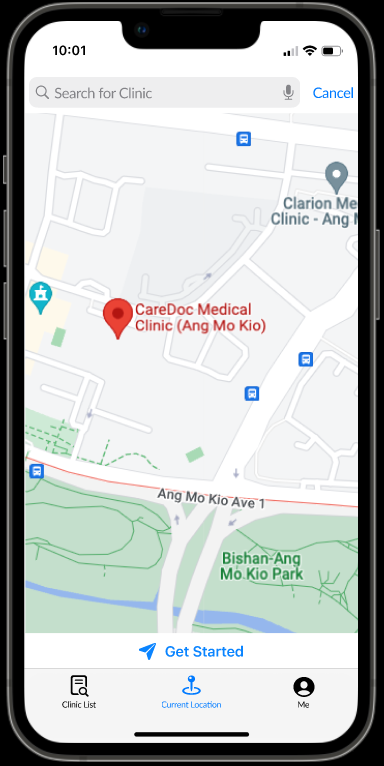 10:01
Search for Clinic
Cancel
Clarion Me
Clinic - Ang M
CareDoc Medical
Clinic (Ang Mo Kio)
Ang Mo Kio Ave 1
Bishan-Ang
Mo Kio Park
Get Started
Clinic List
Current Location
Me